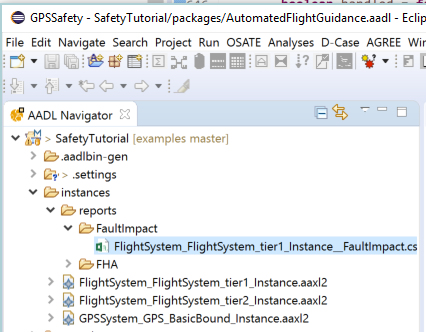 GPSSafety - SafetyTutorial/packages/AutomatedFlightGuidance.aadl - Eclip
File Edit Navigate Search Project Run OSATE Analyses D-Case AGREE Win
AADL Navigator
> SafetyTutorial [examples master]
.aadlbin-gen
> .settings
instances
reports
FaultImpact
FlightSystem_FlightSystem_tier1_Instance__FaultImpact.cs
FHA
FlightSystem_FlightSystem_tier1_Instance.aaxl2
FlightSystem_FlightSystem_tier2_Instance.aaxl2
GPSSystem_GPS_BasicBound_Instance.aaxl2